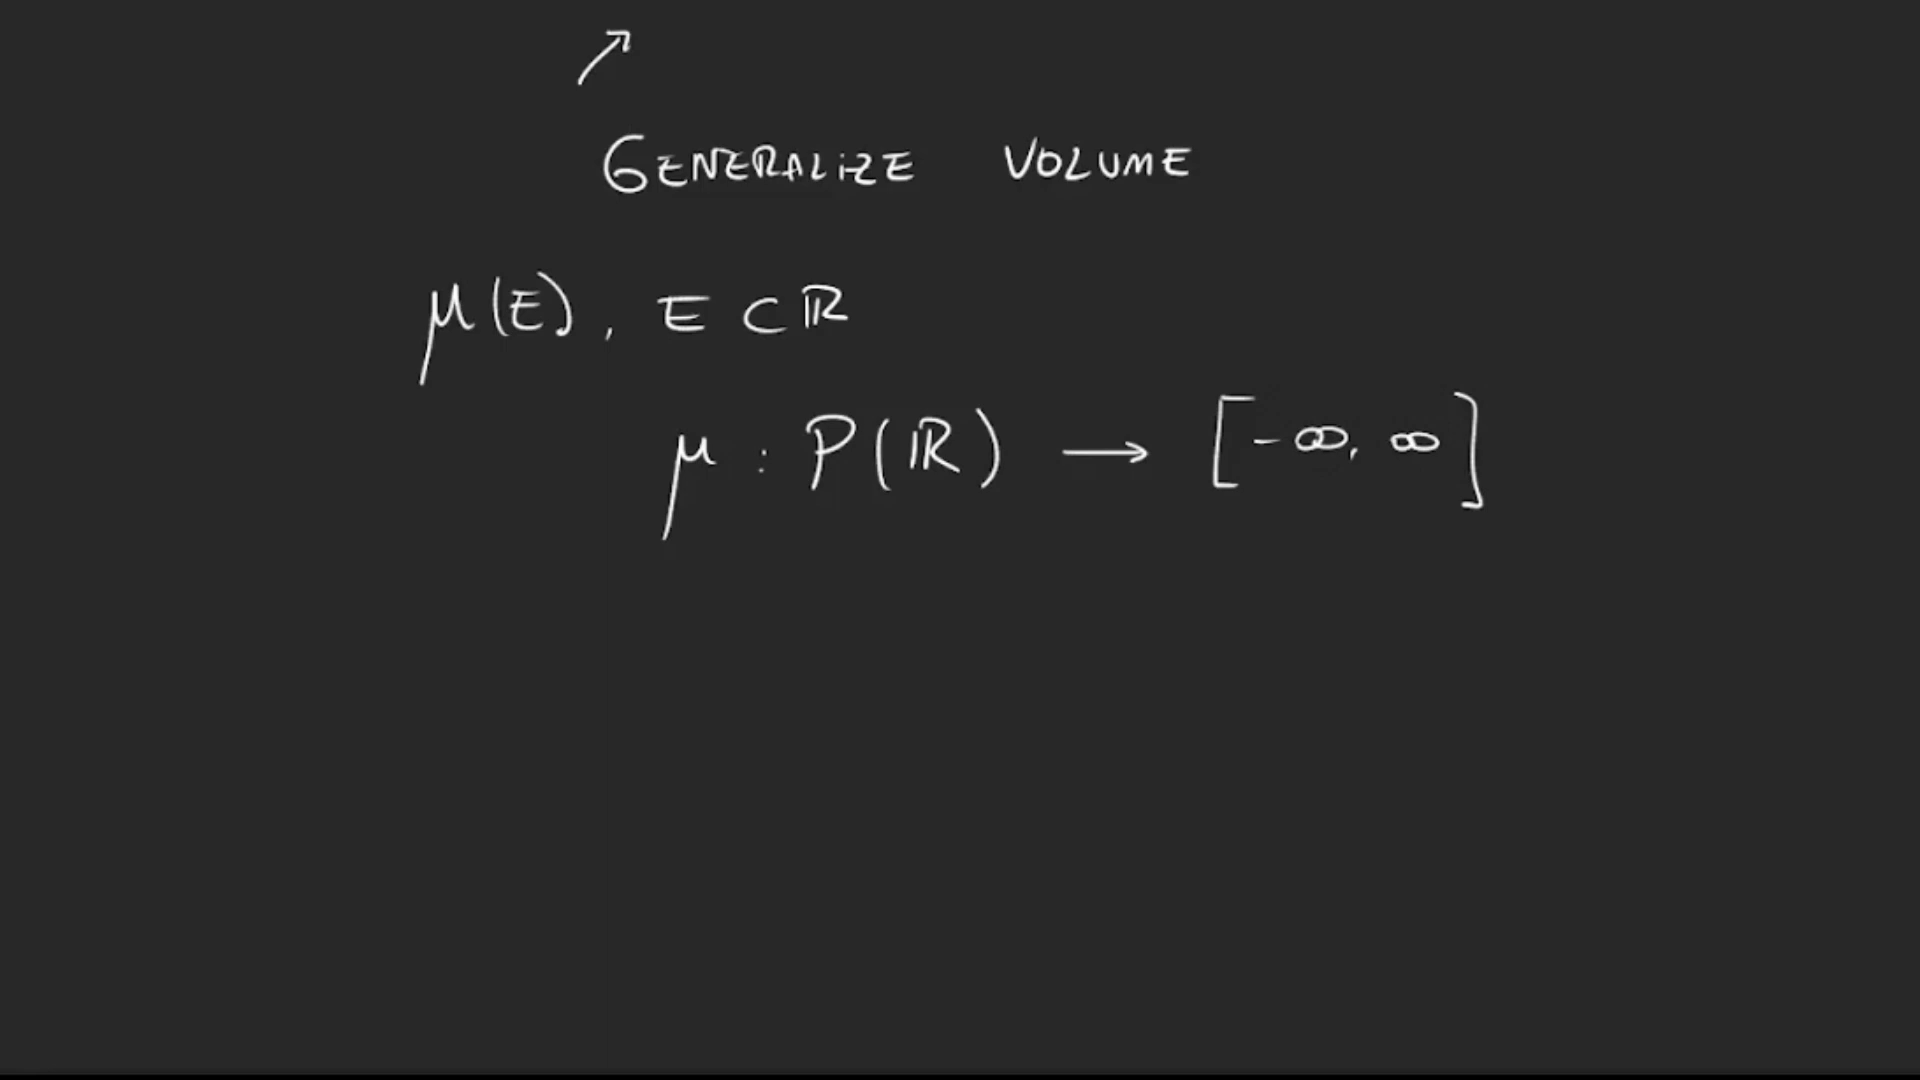 GENERALIZE VOLUME
μ(E), E ⊂ ℝ
μ : P(ℝ) → [-∞, ∞]